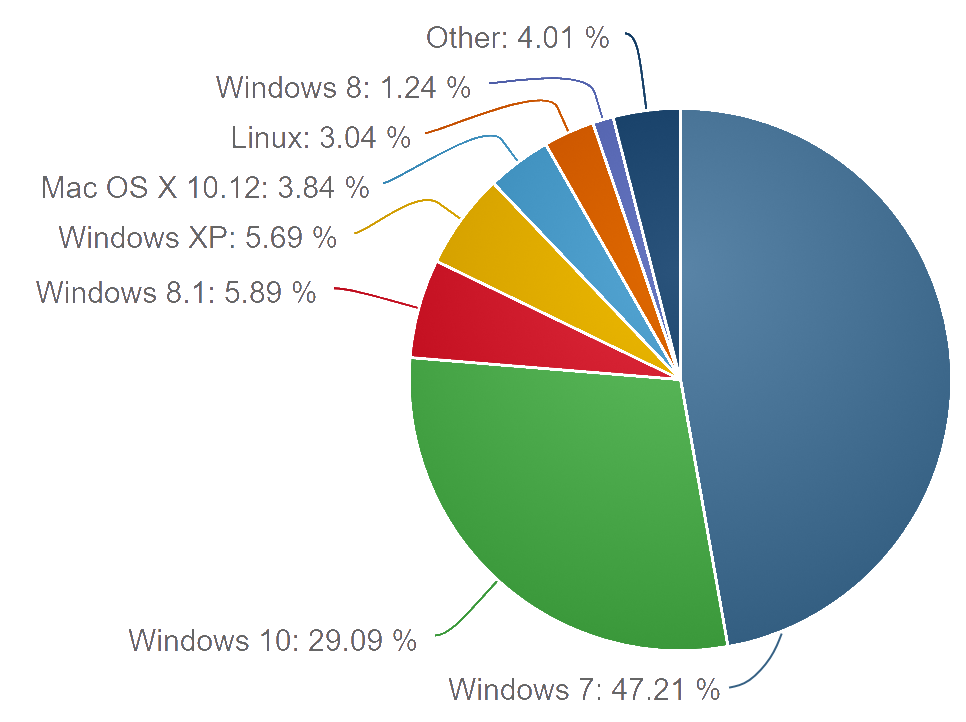 Other: 4.01 %
Windows 8: 1.24 %
Linux: 3.04 %
Mac OS X 10.12: 3.84 %
Windows XP: 5.69 %
Windows 8.1: 5.89 %
Windows 10: 29.09 %
Windows 7: 47.21 %